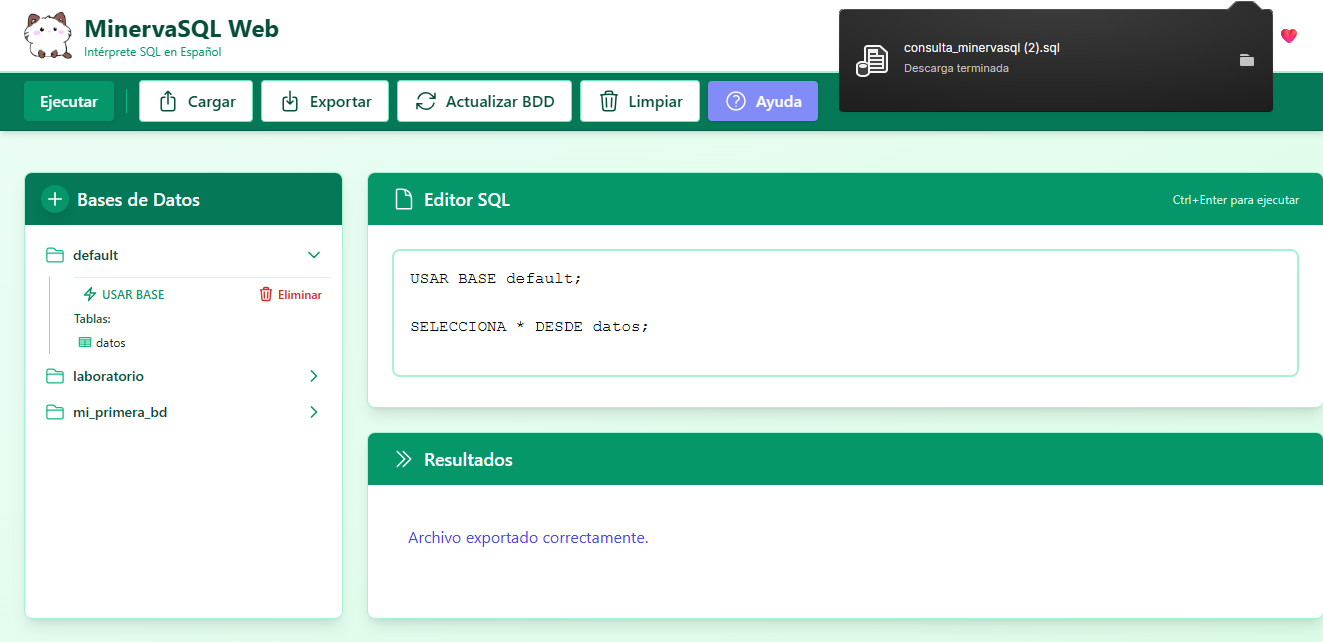 MinervaSQL Web
Intérprete SQL en Español
consulta_minervasql (2).sql
Descarga terminada
Ejecutar
Cargar
Exportar
Actualizar BDD
Limpiar
Ayuda
Bases de Datos
default
USAR BASE Eliminar
Tablas:
datos
laboratorio
mi_primera_bd
Editor SQL
Ctrl+Enter para ejecutar
USAR BASE default;
SELECCIONA * DESDE datos;
Resultados
Archivo exportado correctamente.